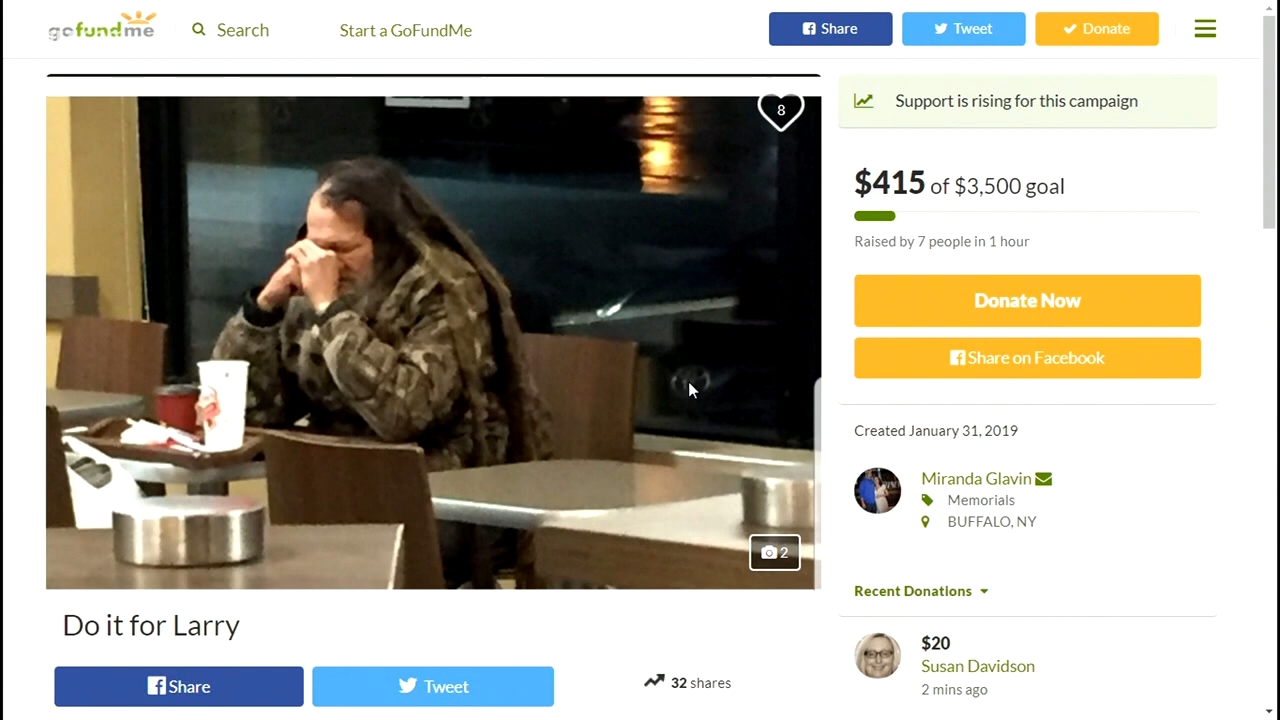 gofundme
Search
Start a GoFundMe
Share
Tweet
Donate
8
2
Do it for Larry
Share
Tweet
32 shares
Support is rising for this campaign
$415 of $3,500 goal
Raised by 7 people in 1 hour
Donate Now
Share on Facebook
Created January 31, 2019
Miranda Glavin
Memorials
BUFFALO, NY
Recent Donations
$20
Susan Davidson
2 mins ago